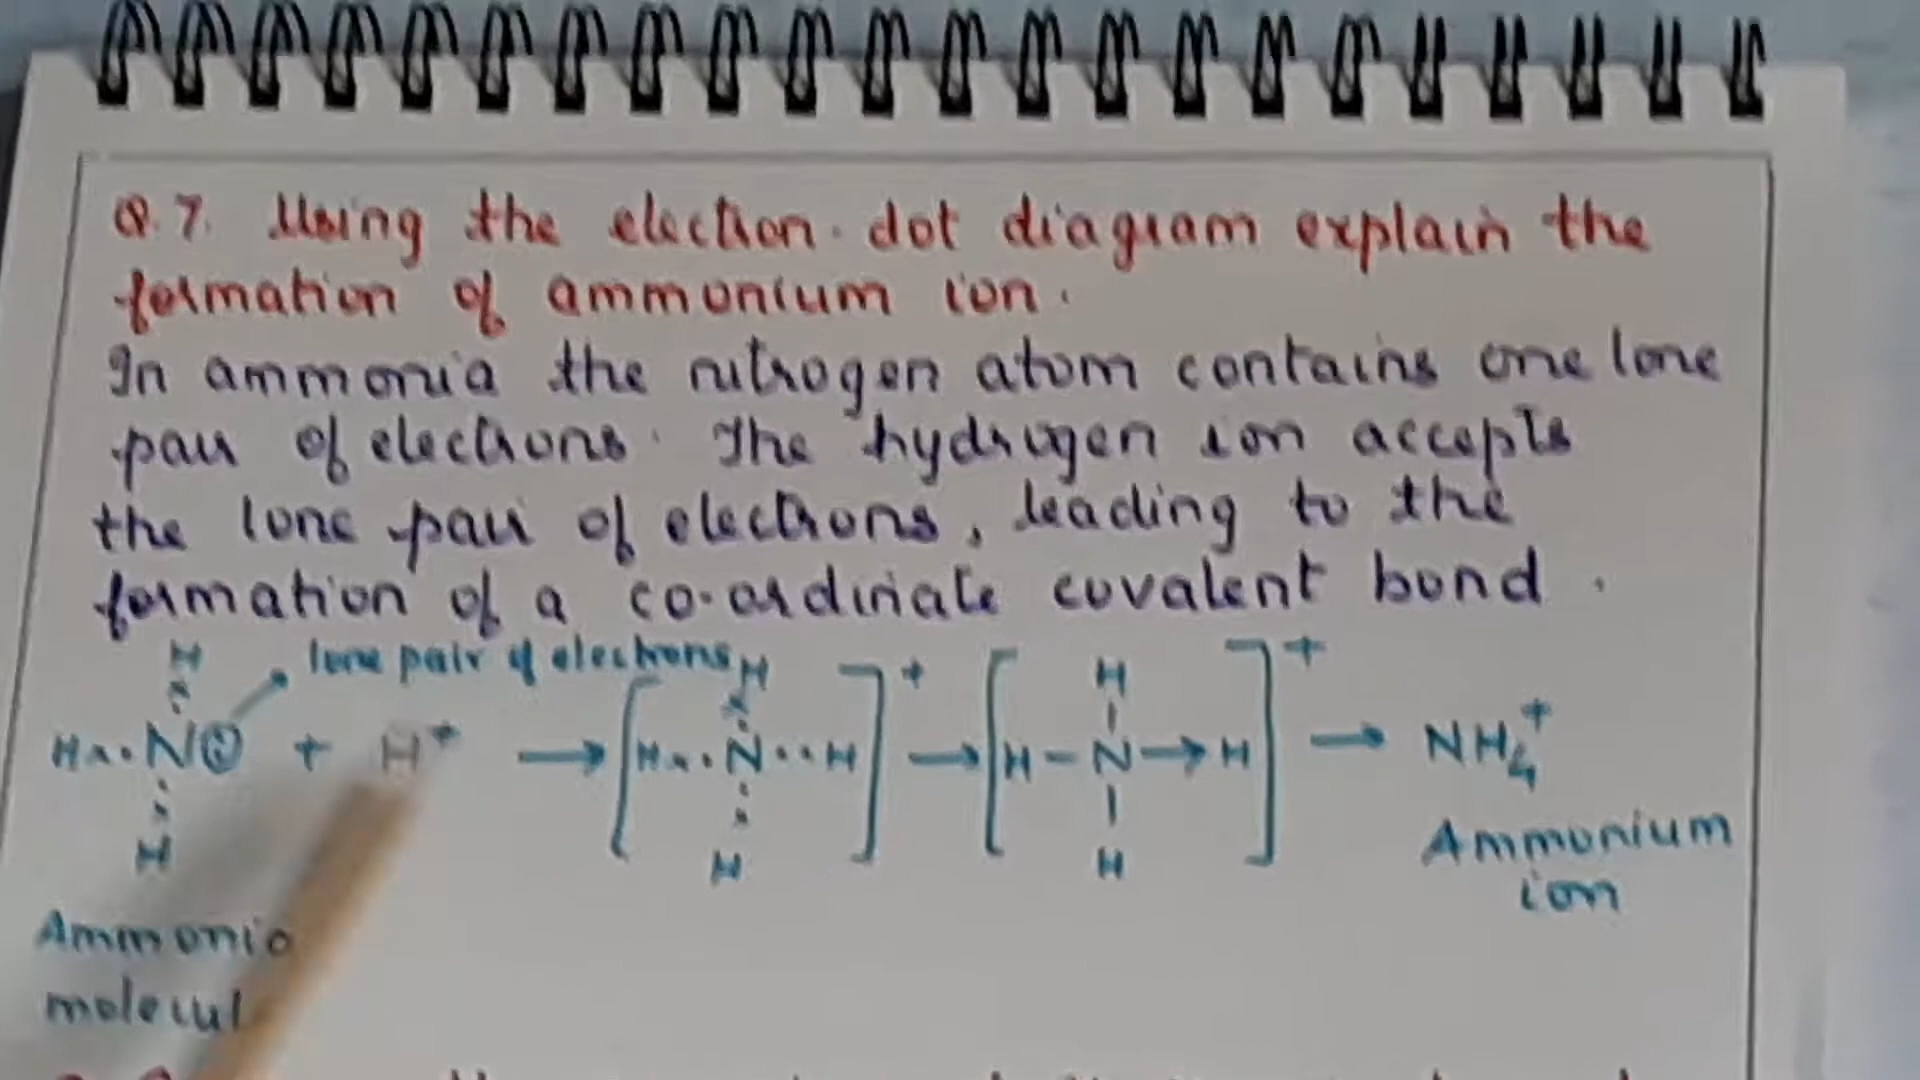 Q.7. Using the electron-dot diagram explain the
formation of ammonium ion.
In ammonia the nitrogen atom contains one lone
pair of electrons. The hydrogen ion accepts
the lone pair of electrons, leading to the
formation of a co-ordinate covalent bond.
lone pair of electrons
H H ]+ [ H ]+
H×·N: + H+ → [H×·N··H → H–N→H → NH4+
H H H
Ammonia
molecul
Ammonium
ion